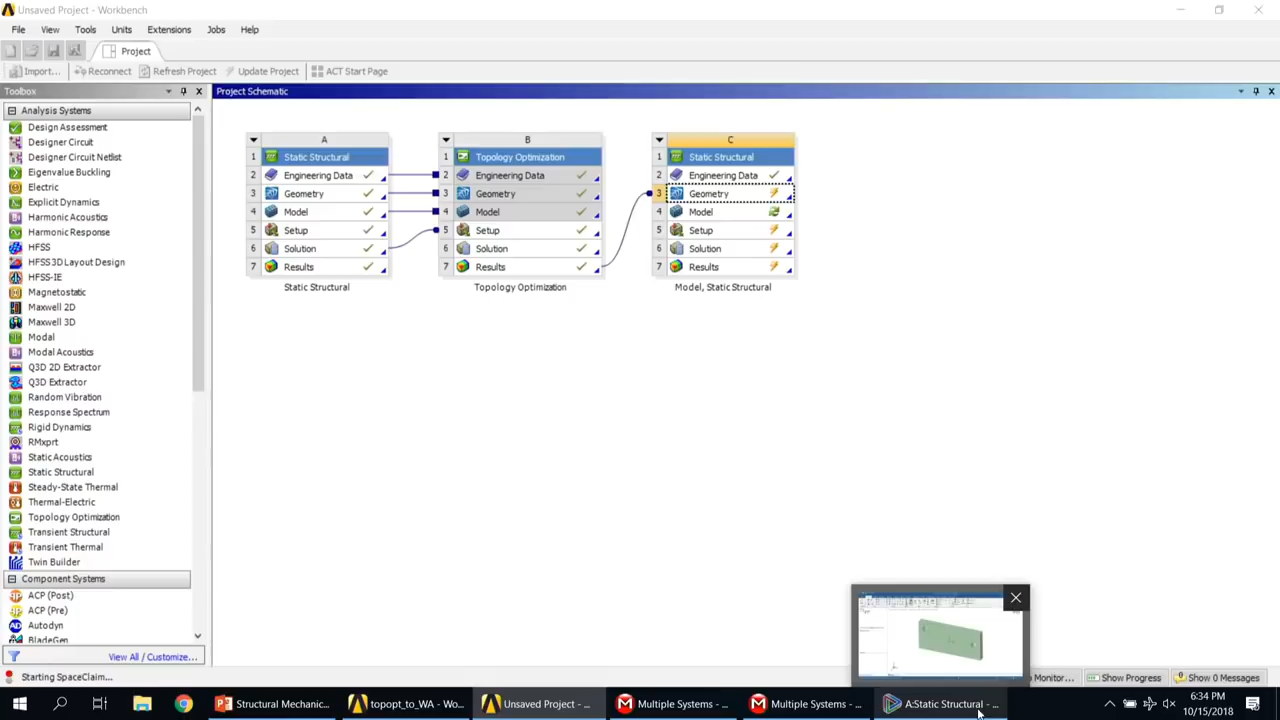 Unsaved Project - Workbench
File View Tools Units Extensions Jobs Help
Project
Import... Reconnect Refresh Project Update Project ACT Start Page
Toolbox
Project Schematic
Analysis Systems
Design Assessment
Designer Circuit
Designer Circuit Netlist
Eigenvalue Buckling
Electric
Explicit Dynamics
Harmonic Acoustics
Harmonic Response
HFSS
HFSS 3D Layout Design
HFSS-IE
Magnetostatic
Maxwell 2D
Maxwell 3D
Modal
Modal Acoustics
Q3D 2D Extractor
Q3D Extractor
Random Vibration
Response Spectrum
Rigid Dynamics
RMxprt
Static Acoustics
Static Structural
Steady-State Thermal
Thermal-Electric
Topology Optimization
Transient Structural
Transient Thermal
Twin Builder
Component Systems
ACP (Post)
ACP (Pre)
Autodyn
BladeGen
View All / Customize...
A
1 Static Structural
2 Engineering Data
3 Geometry
4 Model
5 Setup
6 Solution
7 Results
Static Structural
B
1 Topology Optimization
2 Engineering Data
3 Geometry
4 Model
5 Setup
6 Solution
7 Results
Topology Optimization
C
1 Static Structural
2 Engineering Data
3 Geometry
4 Model
5 Setup
6 Solution
7 Results
Model, Static Structural
Starting SpaceClaim...
Monitor... Show Progress Show 0 Messages
Structural Mechanic... topopt_to_WA - Wo... Unsaved Project - ... Multiple Systems - ... Multiple Systems - ... A:Static Structural - ...
6:34 PM
10/15/2018